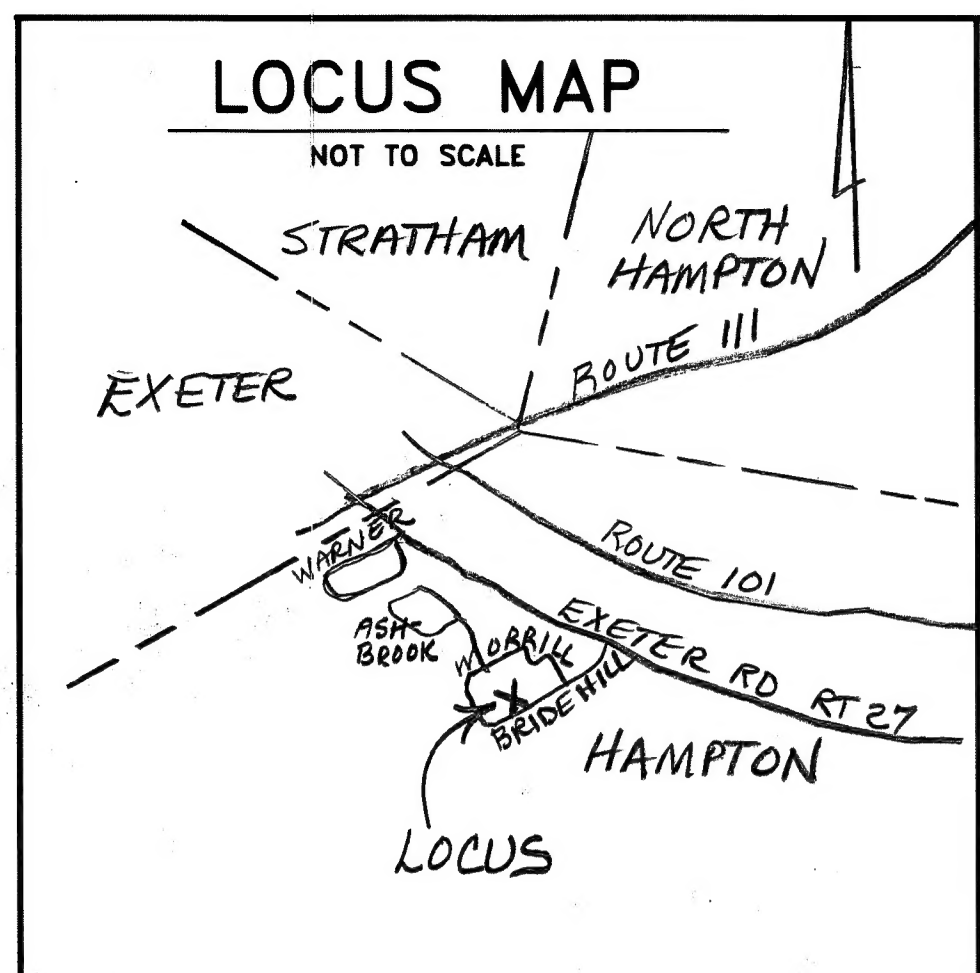 LOCUS MAP
NOT TO SCALE
STRATHAM
NORTH
HAMPTON
ROUTE 111
EXETER
WARNER
ROUTE 101
ASH-
BROOK
MORRILL
EXETER RD RT 27
BRIDE HILL
HAMPTON
LOCUS